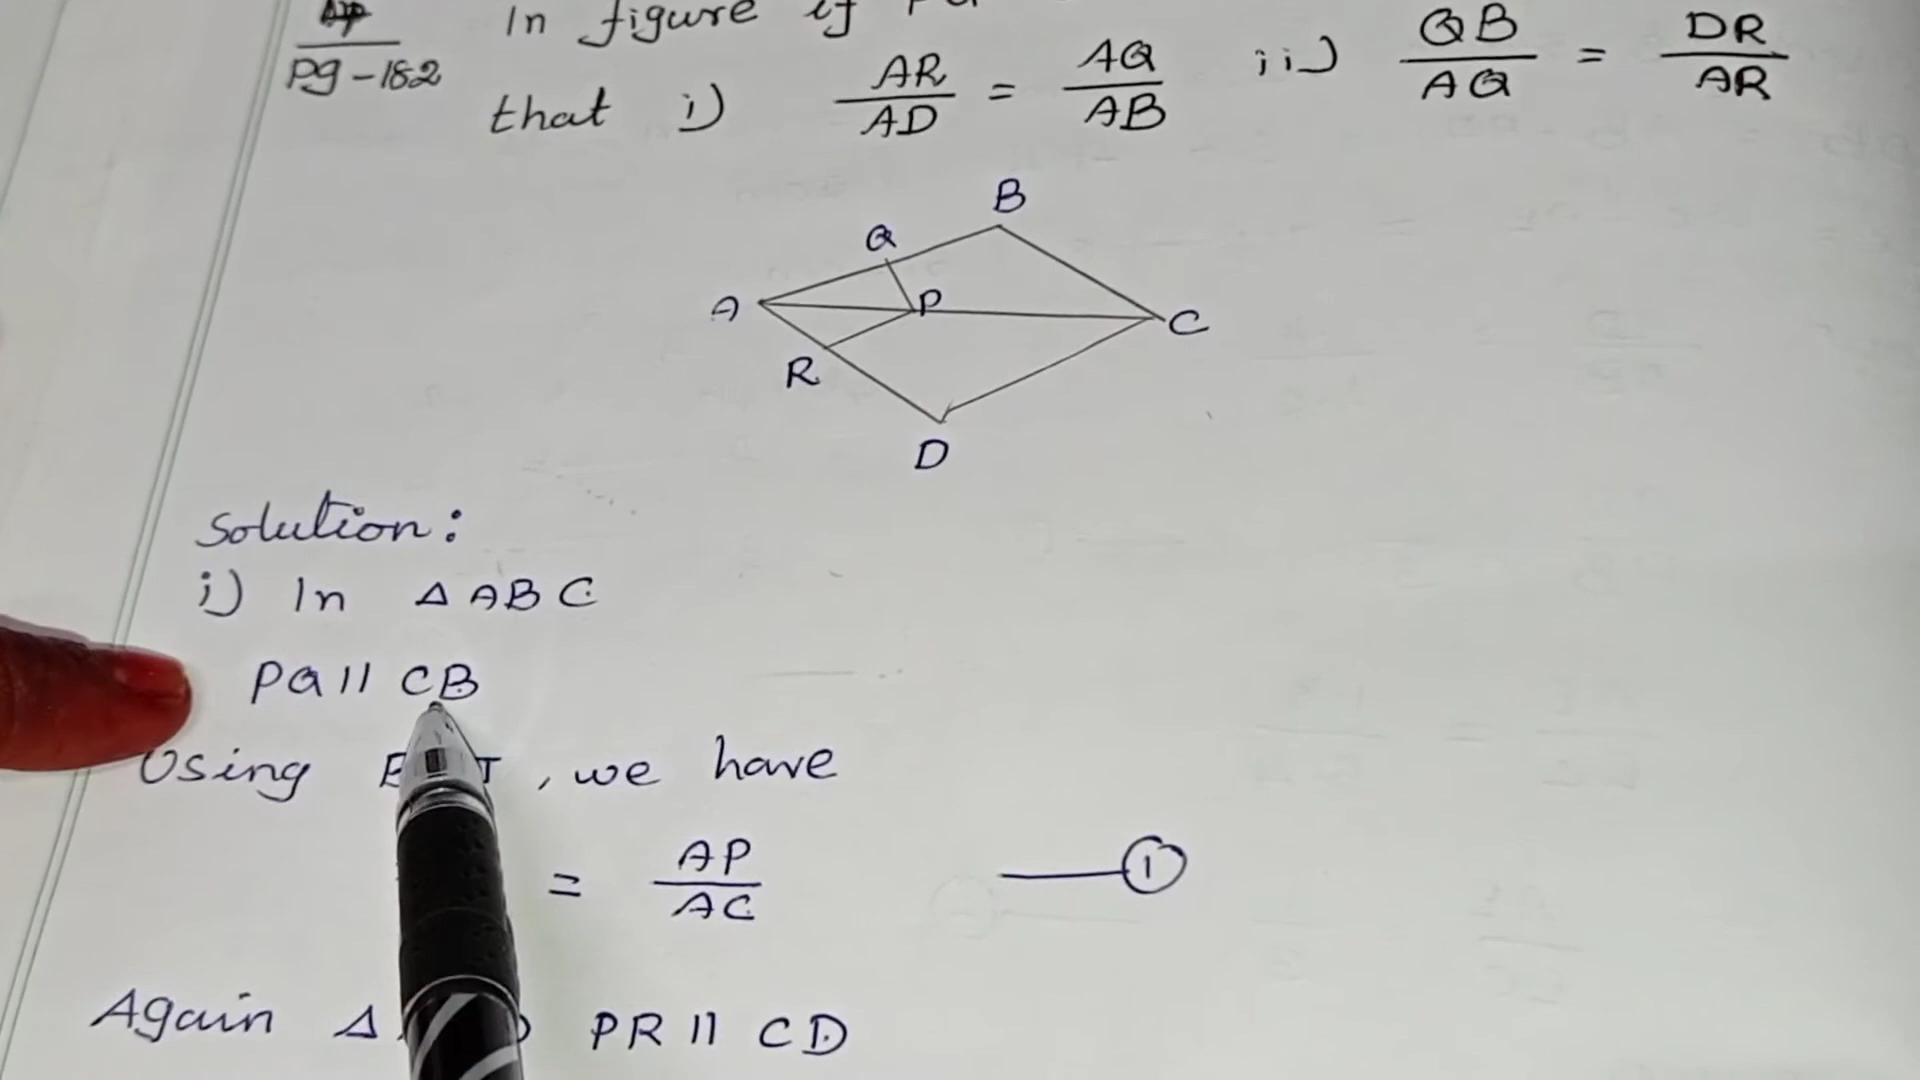 In figure if
Pg-182
that i) AR/AD = AQ/AB ii) QB/AQ = DR/AR
B
Q
A P C
R
D
Solution:
i) In △ABC
PQ || CB
Using , we have
= AP/AC ——①
Again △ PR || CD